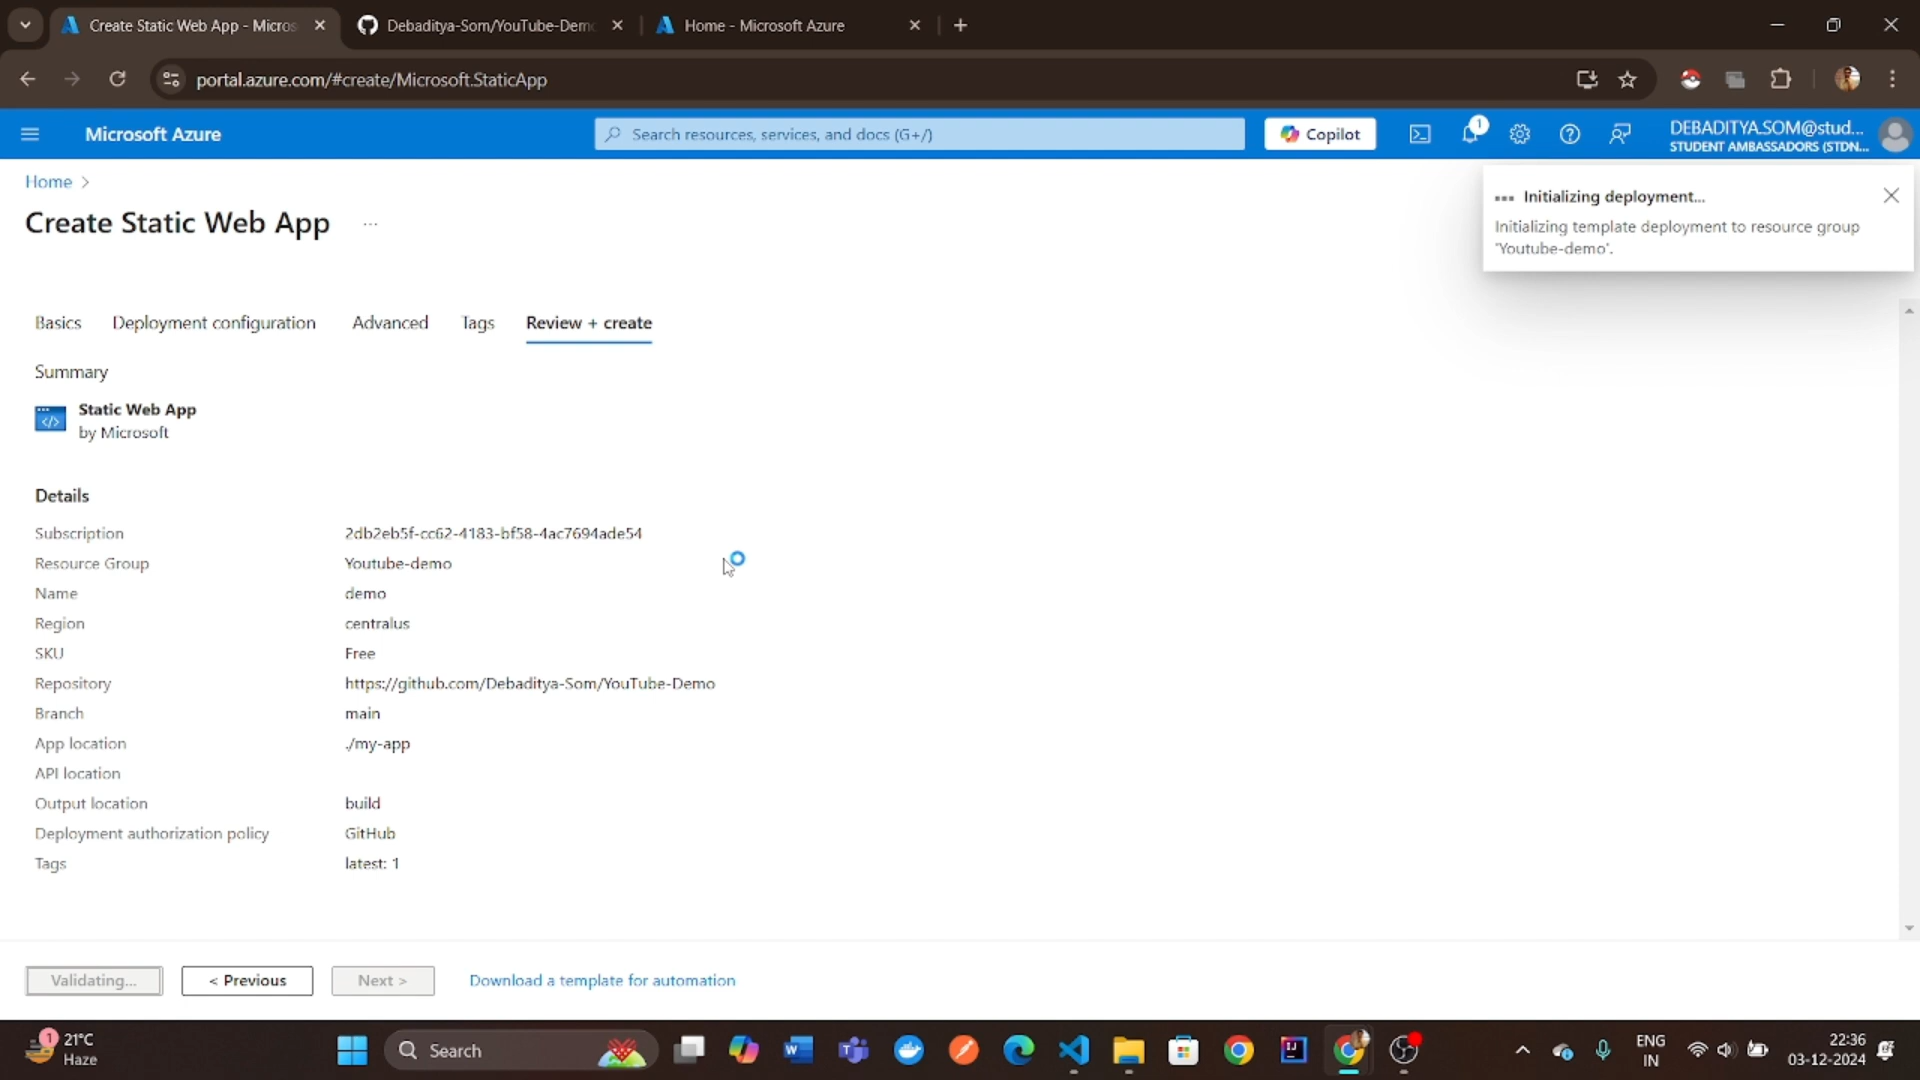 Create Static Web App - Micros
Debaditya-Som/YouTube-Dem
Home - Microsoft Azure
portal.azure.com/#create/Microsoft.StaticApp
Microsoft Azure
Search resources, services, and docs (G+/)
Copilot
1
DEBADITYA.SOM@stud...
STUDENT AMBASSADORS (STDN...
Home >
Create Static Web App ...
Initializing deployment...
Initializing template deployment to resource group
'Youtube-demo'.
Basics Deployment configuration Advanced Tags Review + create
Summary
Static Web App
by Microsoft
Details
Subscription 2db2eb5f-cc62-4183-bf58-4ac7694ade54
Resource Group Youtube-demo
Name demo
Region centralus
SKU Free
Repository https://github.com/Debaditya-Som/YouTube-Demo
Branch main
App location ./my-app
API location
Output location build
Deployment authorization policy GitHub
Tags latest: 1
Validating... < Previous Next > Download a template for automation
1
21°C
Haze
Search
ENG
IN
22:36
03-12-2024